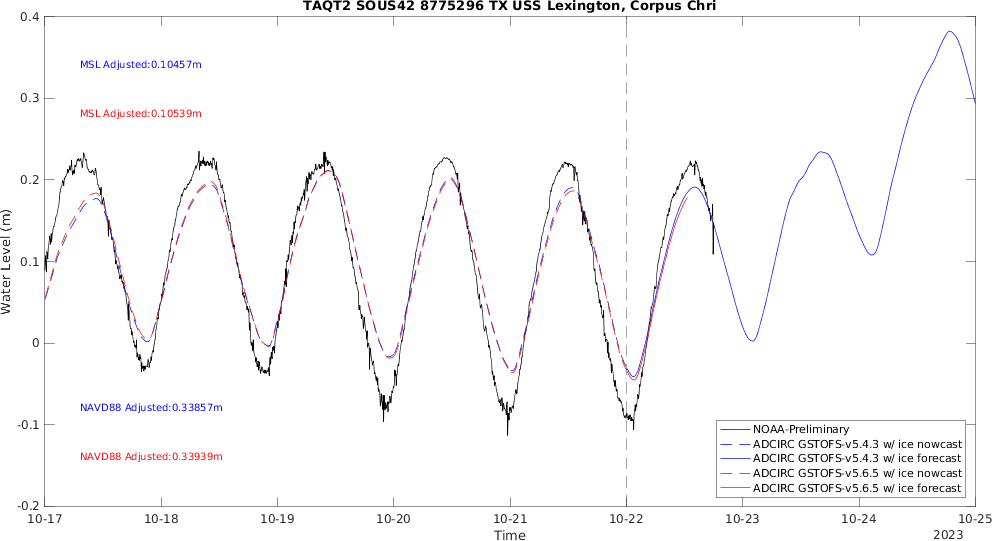 TAQT2 SOUS42 8775296 TX USS Lexington, Corpus Chri
0.4
MSL Adjusted:0.10457m
0.3
MSL Adjusted:0.10539m
0.2
0.1
Water Level (m)
0
NAVD88 Adjusted:0.33857m
-0.1
NAVD88 Adjusted:0.33939m
-0.2
NOAA-Preliminary
ADCIRC GSTOFS-v5.4.3 w/ ice nowcast
ADCIRC GSTOFS-v5.4.3 w/ ice forecast
ADCIRC GSTOFS-v5.6.5 w/ ice nowcast
ADCIRC GSTOFS-v5.6.5 w/ ice forecast
10-17 10-18 10-19 10-20 10-21 10-22 10-23 10-24 10-25
Time
2023